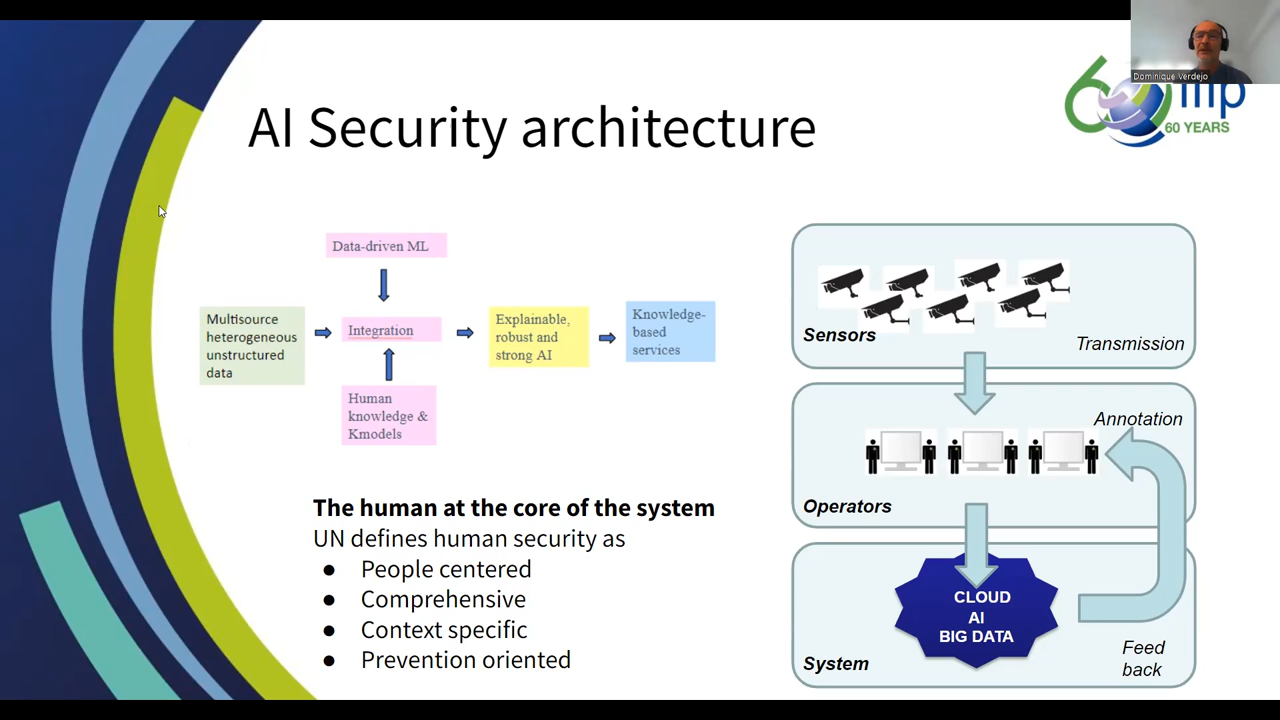 Dominique Verdejo
60 YEARS
AI Security architecture
Data-driven ML
Multisource
heterogeneous
unstructured
data
Integration
Human
knowledge &
Kmodels
Explainable,
robust and
strong AI
Knowledge-
based
services
The human at the core of the system
UN defines human security as
● People centered
● Comprehensive
● Context specific
● Prevention oriented
Sensors
Transmission
Annotation
Operators
CLOUD
AI
BIG DATA
System
Feed
back